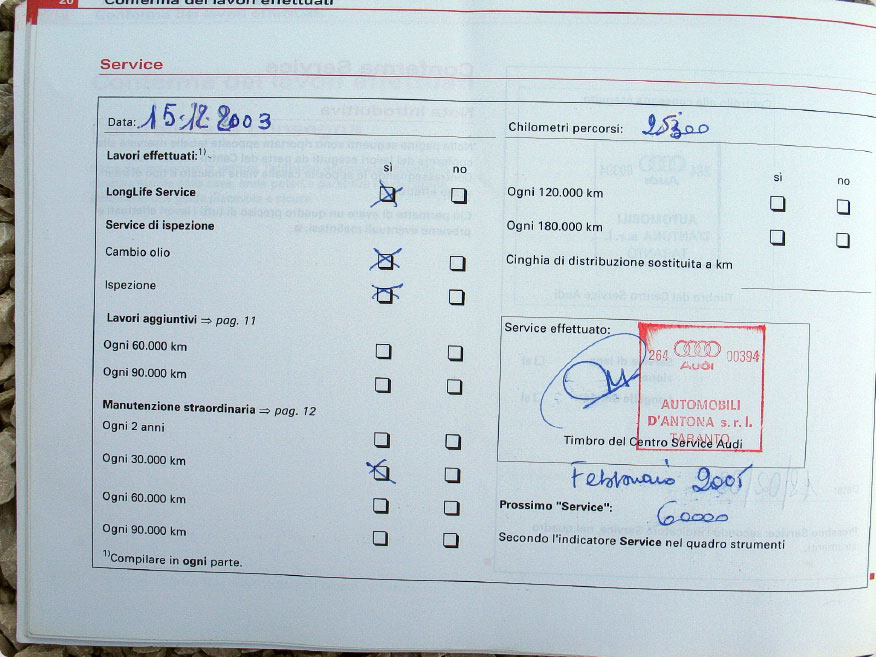 20 Conferma dei lavori effettuati
Service
Data: 15.12.2003
Chilometri percorsi:
Lavori effettuati:1)
sì no
LongLife Service
Service di ispezione
Cambio olio
Ispezione
Lavori aggiuntivi ⇒ pag. 11
Ogni 60.000 km
Ogni 90.000 km
Manutenzione straordinaria ⇒ pag. 12
Ogni 2 anni
Ogni 30.000 km
Ogni 60.000 km
Ogni 90.000 km
1)Compilare in ogni parte.
sì no
Ogni 120.000 km
Ogni 180.000 km
Cinghia di distribuzione sostituita a km
Service effettuato:
264 00394
Audi
AUTOMOBILI
D'ANTONA s.r.l.
TARANTO
Timbro del Centro Service Audi
Febbraio 2005
Prossimo "Service":
60000
Secondo l'indicatore Service nel quadro strumenti